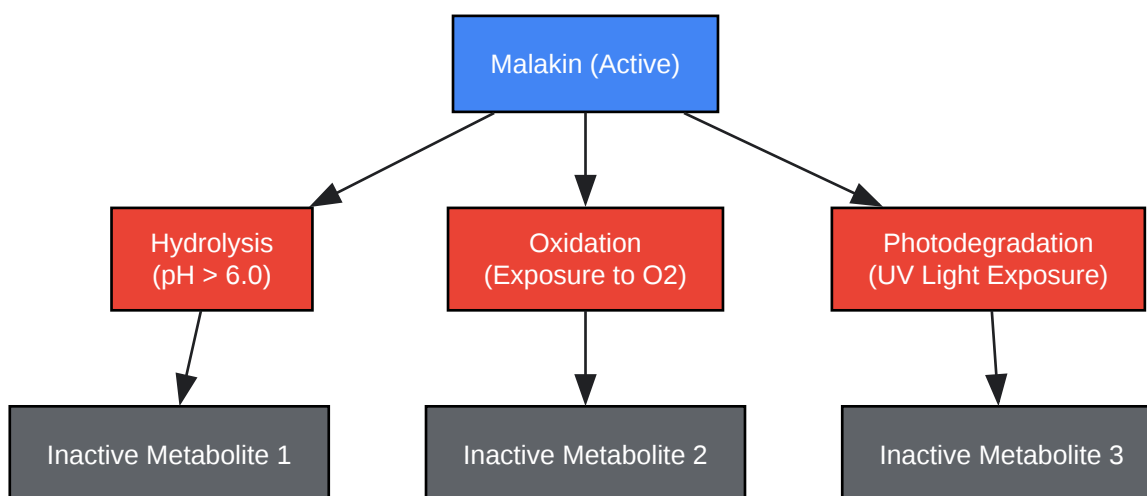 Malakin (Active)
Hydrolysis
(pH > 6.0)
Oxidation
(Exposure to O2)
Photodegradation
(UV Light Exposure)
Inactive Metabolite 1
Inactive Metabolite 2
Inactive Metabolite 3